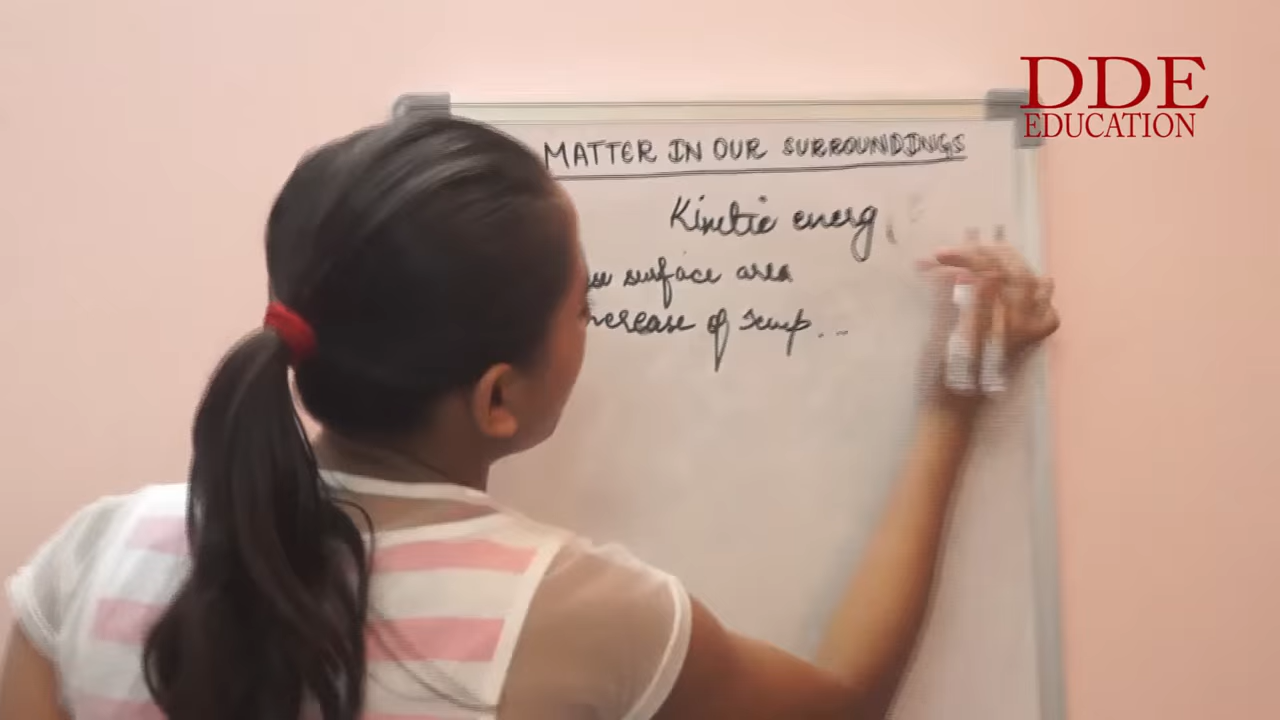 DDE
EDUCATION
MATTER IN OUR SURROUNDINGS
Kinetic energ
surface area
ncrease of Temp...